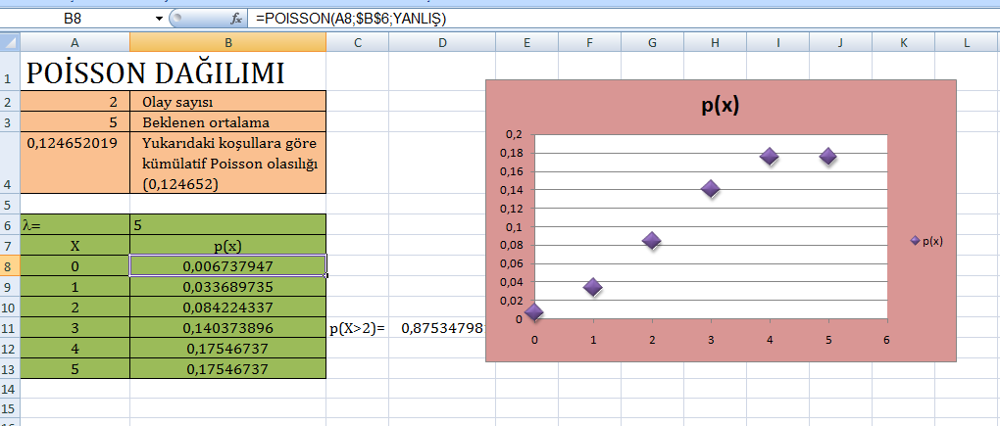 B8 fx =POISSON(A8;$B$6;YANLIŞ)
A B C D E F G H I J K L
1 POİSSON DAĞILIMI
2 2 Olay sayısı
3 5 Beklenen ortalama
4 0,124652019 Yukarıdaki koşullara göre
kümülatif Poisson olasılığı
(0,124652)
5
6 λ= 5
7 X p(x)
8 0 0,006737947
9 1 0,033689735
10 2 0,084224337
11 3 0,140373896 p(X>2)= 0,87534798
12 4 0,17546737
13 5 0,17546737
14
15
p(x)
0,2
0,18
0,16
0,14
0,12
0,1
0,08
0,06
0,04
0,02
0
0 1 2 3 4 5 6
p(x)